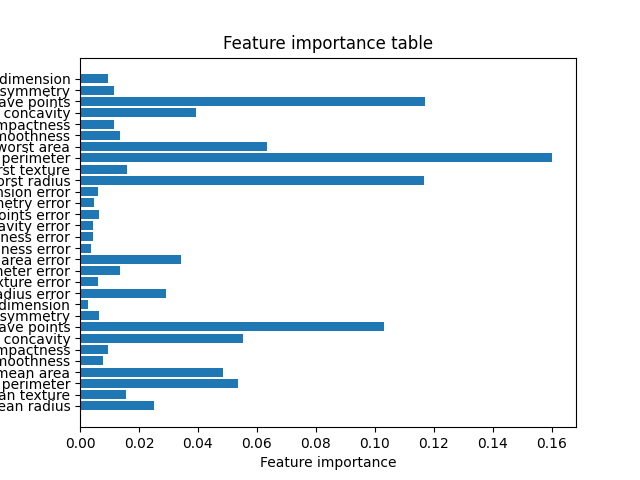 Feature importance table
dimension
symmetry
ave points
concavity
mpactness
moothness
worst area
perimeter
rst texture
orst radius
nsion error
metry error
oints error
avity error
ness error
ness error
area error
meter error
xture error
adius error
dimension
symmetry
ave points
concavity
mpactness
moothness
mean area
perimeter
an texture
ean radius
0.00 0.02 0.04 0.06 0.08 0.10 0.12 0.14 0.16
Feature importance